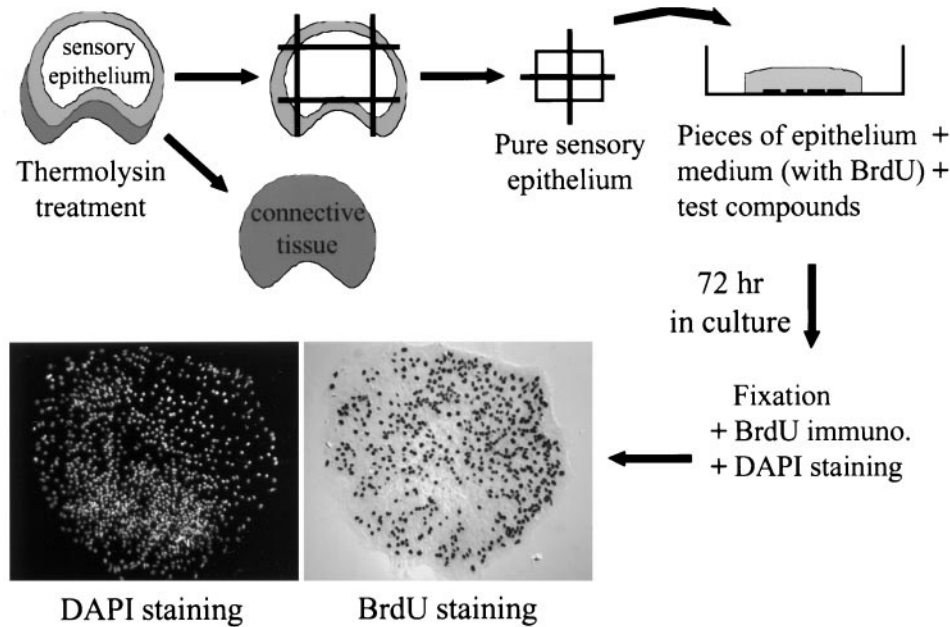 sensory
epithelium
Thermolysin
treatment
connective
tissue
Pure sensory
epithelium
Pieces of epithelium +
medium (with BrdU) +
test compounds
72 hr
in culture
Fixation
+ BrdU immuno.
+ DAPI staining
DAPI staining
BrdU staining